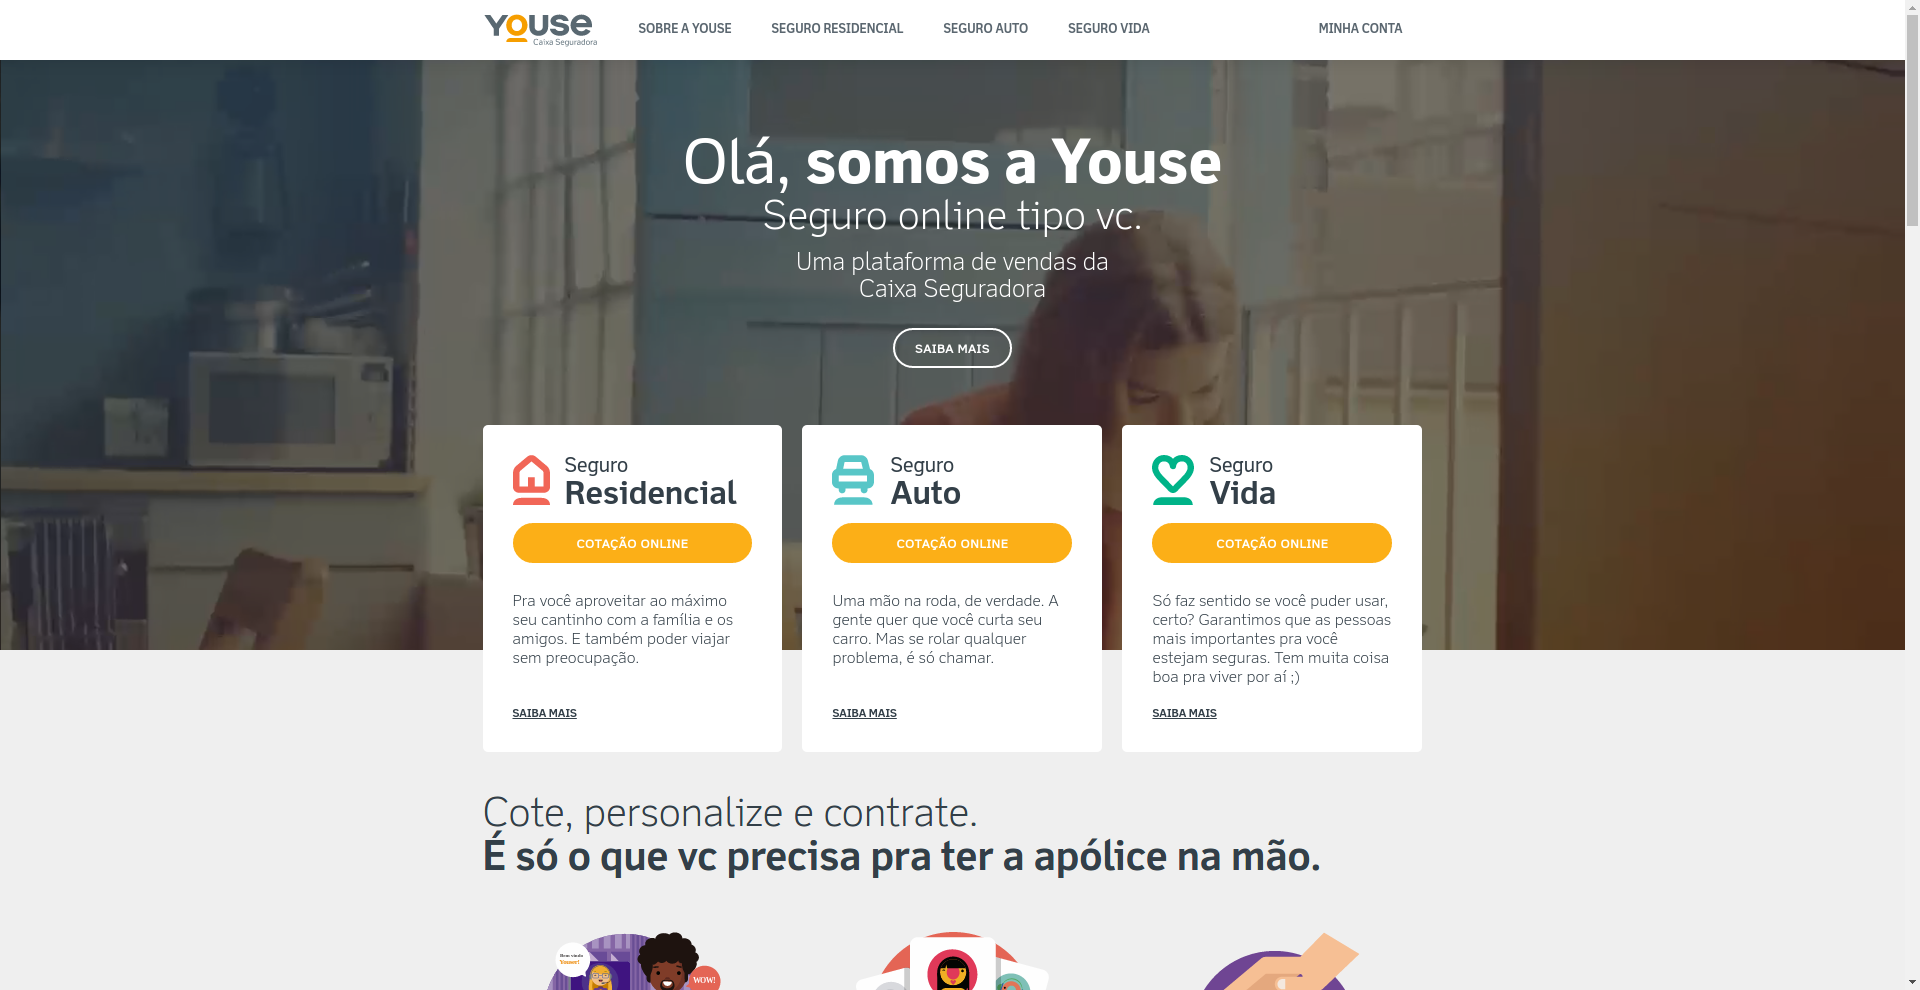 Youse
Caixa Seguradora
SOBRE A YOUSE
SEGURO RESIDENCIAL
SEGURO AUTO
SEGURO VIDA
MINHA CONTA
Olá, somos a Youse
Seguro online tipo vc.
Uma plataforma de vendas da
Caixa Seguradora
SAIBA MAIS
Seguro
Residencial
COTAÇÃO ONLINE
Pra você aproveitar ao máximo
seu cantinho com a família e os
amigos. E também poder viajar
sem preocupação.
SAIBA MAIS
Seguro
Auto
COTAÇÃO ONLINE
Uma mão na roda, de verdade. A
gente quer que você curta seu
carro. Mas se rolar qualquer
problema, é só chamar.
SAIBA MAIS
Seguro
Vida
COTAÇÃO ONLINE
Só faz sentido se você puder usar,
certo? Garantimos que as pessoas
mais importantes pra você
estejam seguras. Tem muita coisa
boa pra viver por aí ;)
SAIBA MAIS
Cote, personalize e contrate.
É só o que vc precisa pra ter a apólice na mão.
Bem vindo
Youser!
WOW!